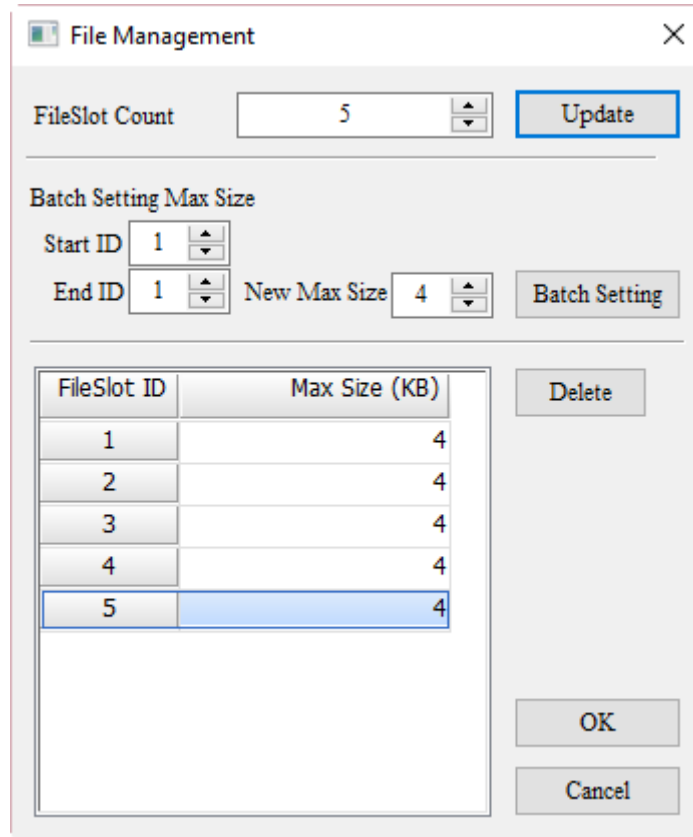 File Management
FileSlot Count 5 Update
Batch Setting Max Size
Start ID 1
End ID 1 New Max Size 4 Batch Setting
FileSlot ID Max Size (KB) Delete
1 4
2 4
3 4
4 4
5 4
OK
Cancel